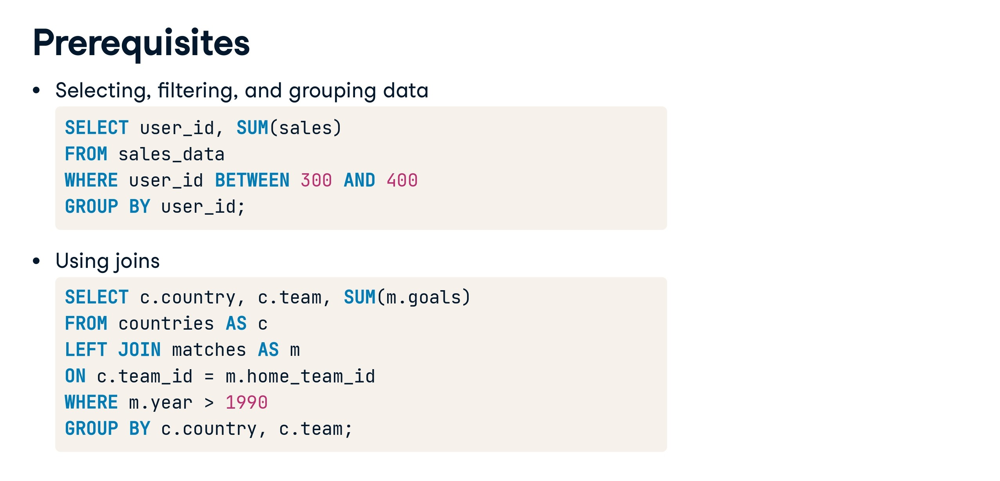 Prerequisites
• Selecting, filtering, and grouping data
SELECT user_id, SUM(sales)
FROM sales_data
WHERE user_id BETWEEN 300 AND 400
GROUP BY user_id;
• Using joins
SELECT c.country, c.team, SUM(m.goals)
FROM countries AS c
LEFT JOIN matches AS m
ON c.team_id = m.home_team_id
WHERE m.year > 1990
GROUP BY c.country, c.team;